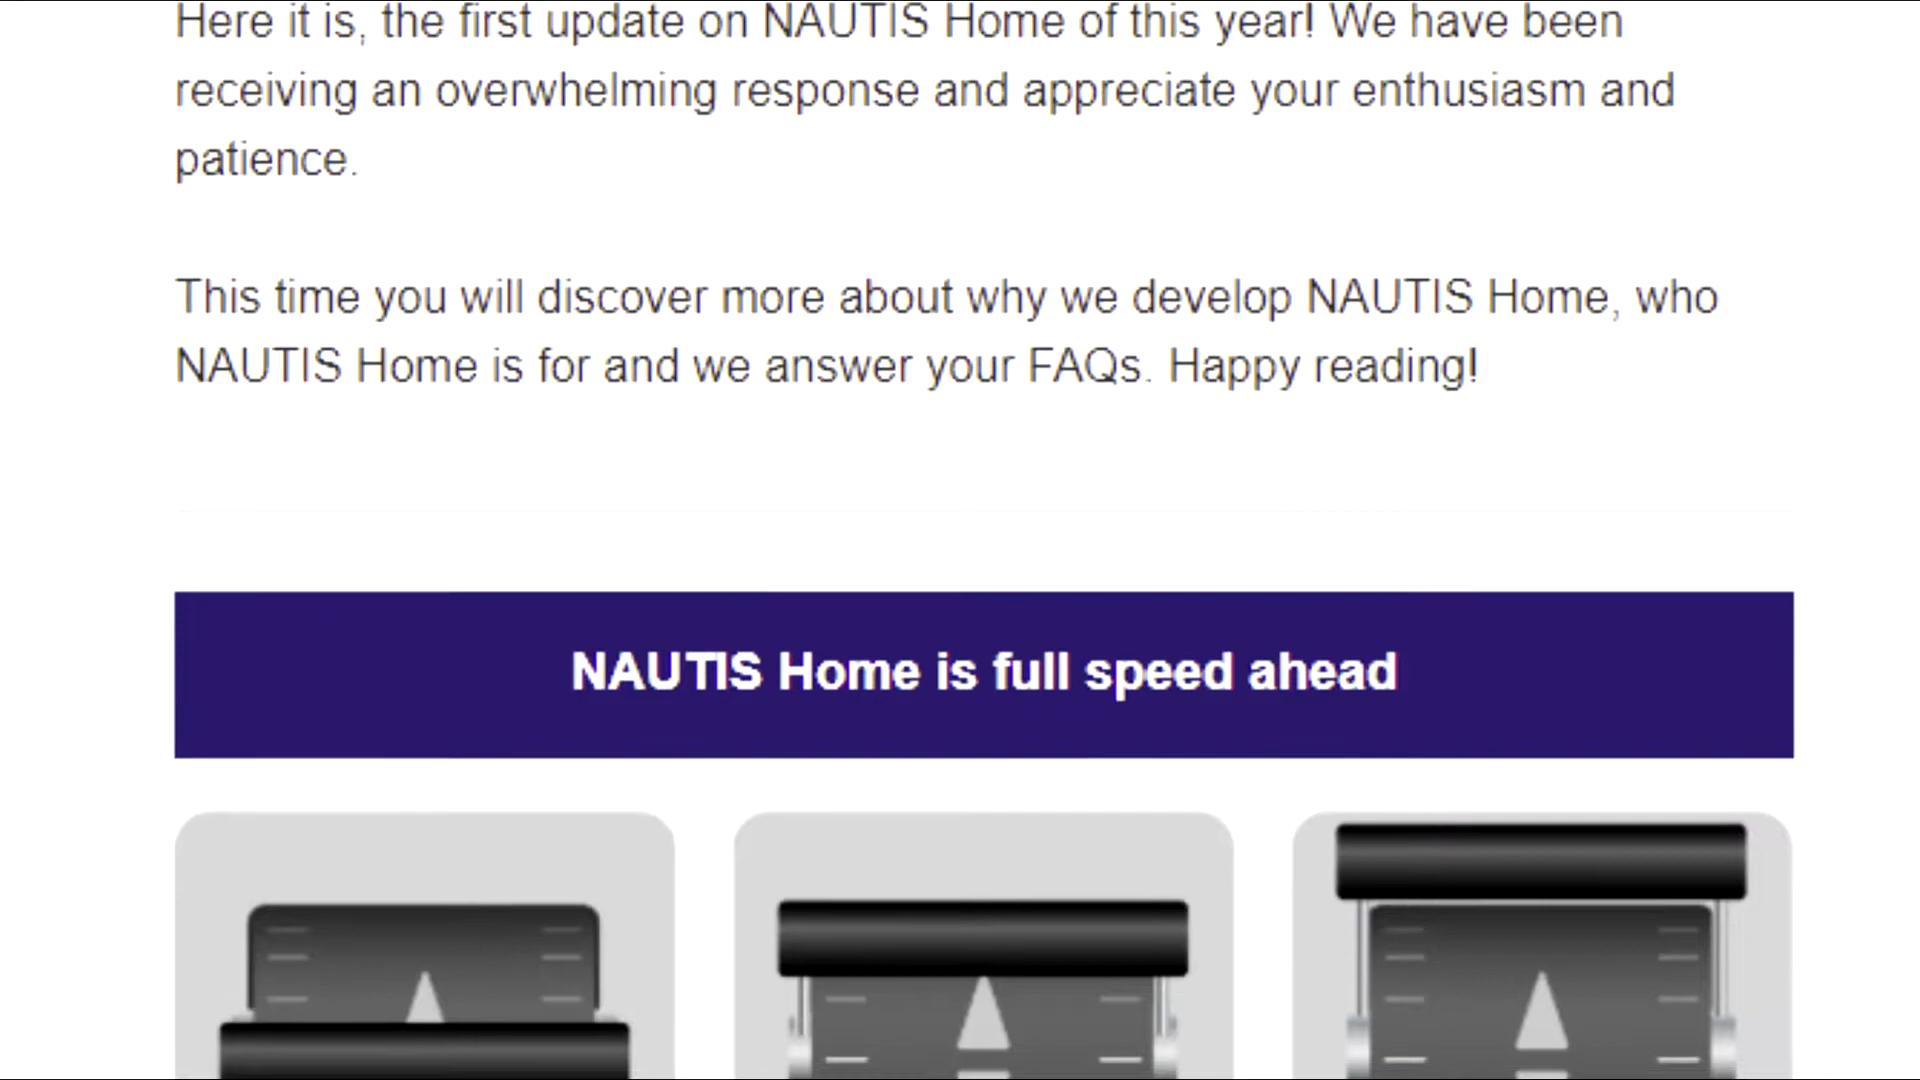 Here it is, the first update on NAUTIS Home of this year! We have been
receiving an overwhelming response and appreciate your enthusiasm and
patience.
This time you will discover more about why we develop NAUTIS Home, who
NAUTIS Home is for and we answer your FAQs. Happy reading!
NAUTIS Home is full speed ahead